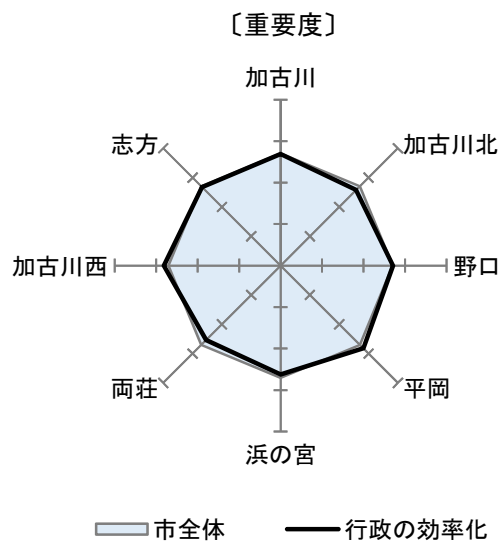 〔重要度〕
加古川
志方
加古川北
加古川西
野口
両荘
平岡
浜の宮
市全体
行政の効率化